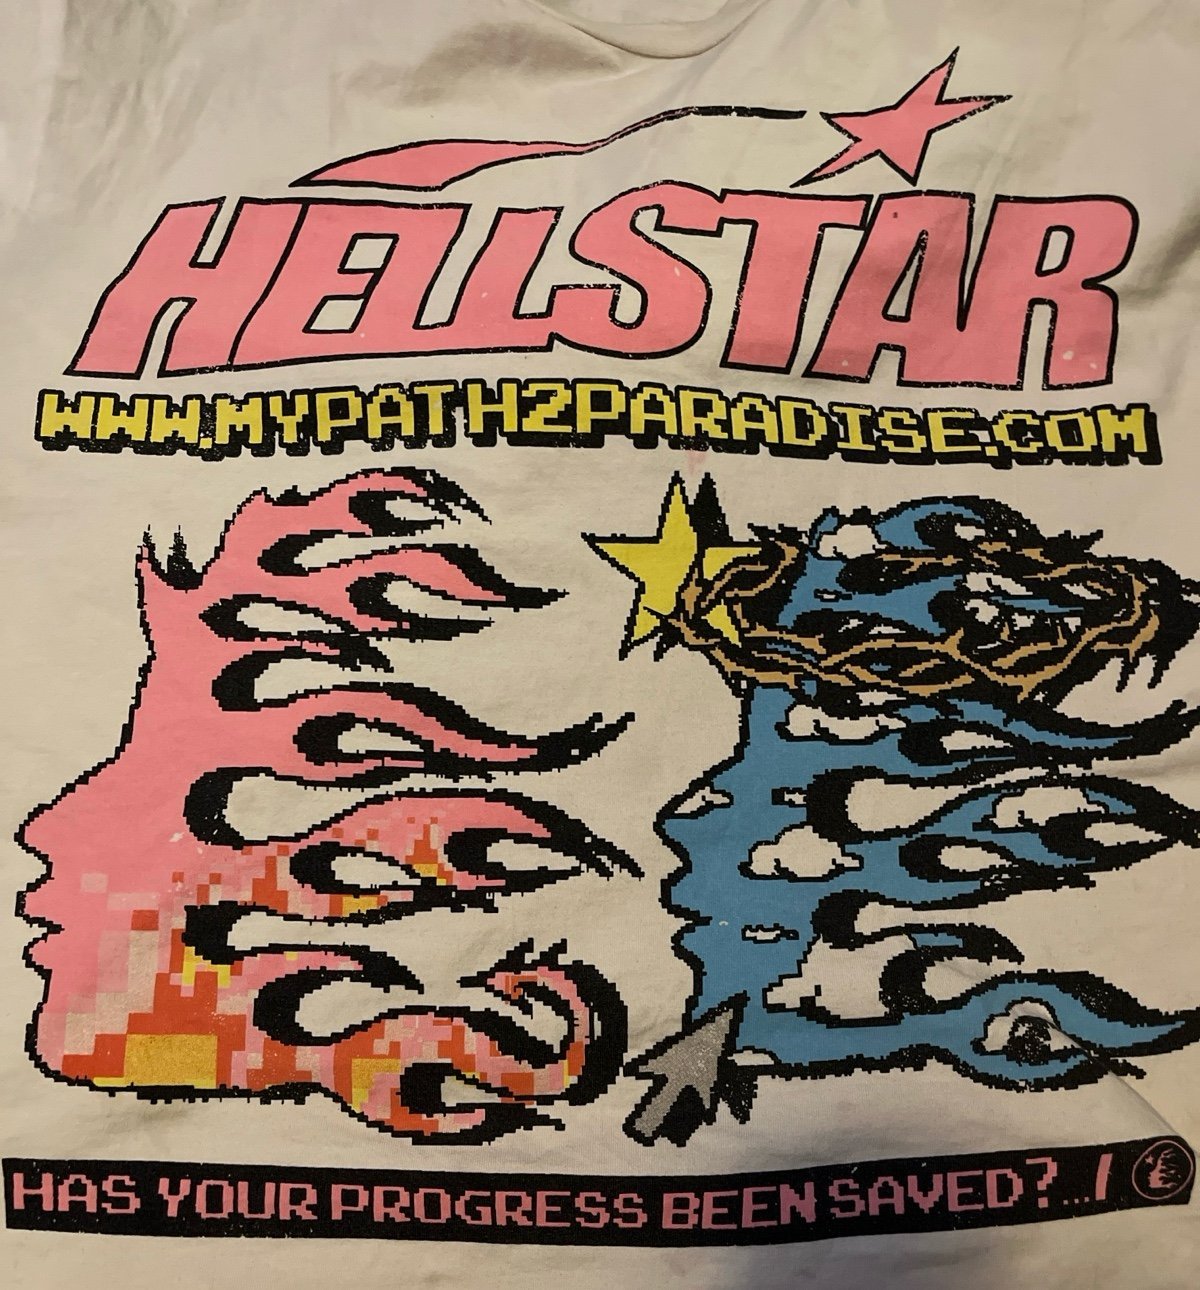 HELLSTAR
WWW.MYPATH2PARADISE.COM
HAS YOUR PROGRESS BEEN SAVED?.../